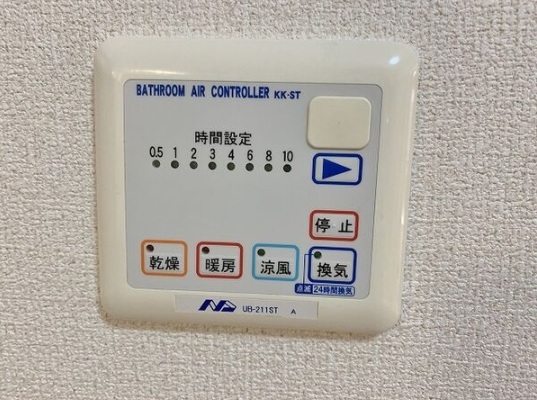 BATHROOM AIR CONTROLLER KK-ST
時間設定
0.5 1 2 3 4 6 8 10
停止
乾燥 暖房 涼風 換気
点滅 24時間換気
UB-211ST A